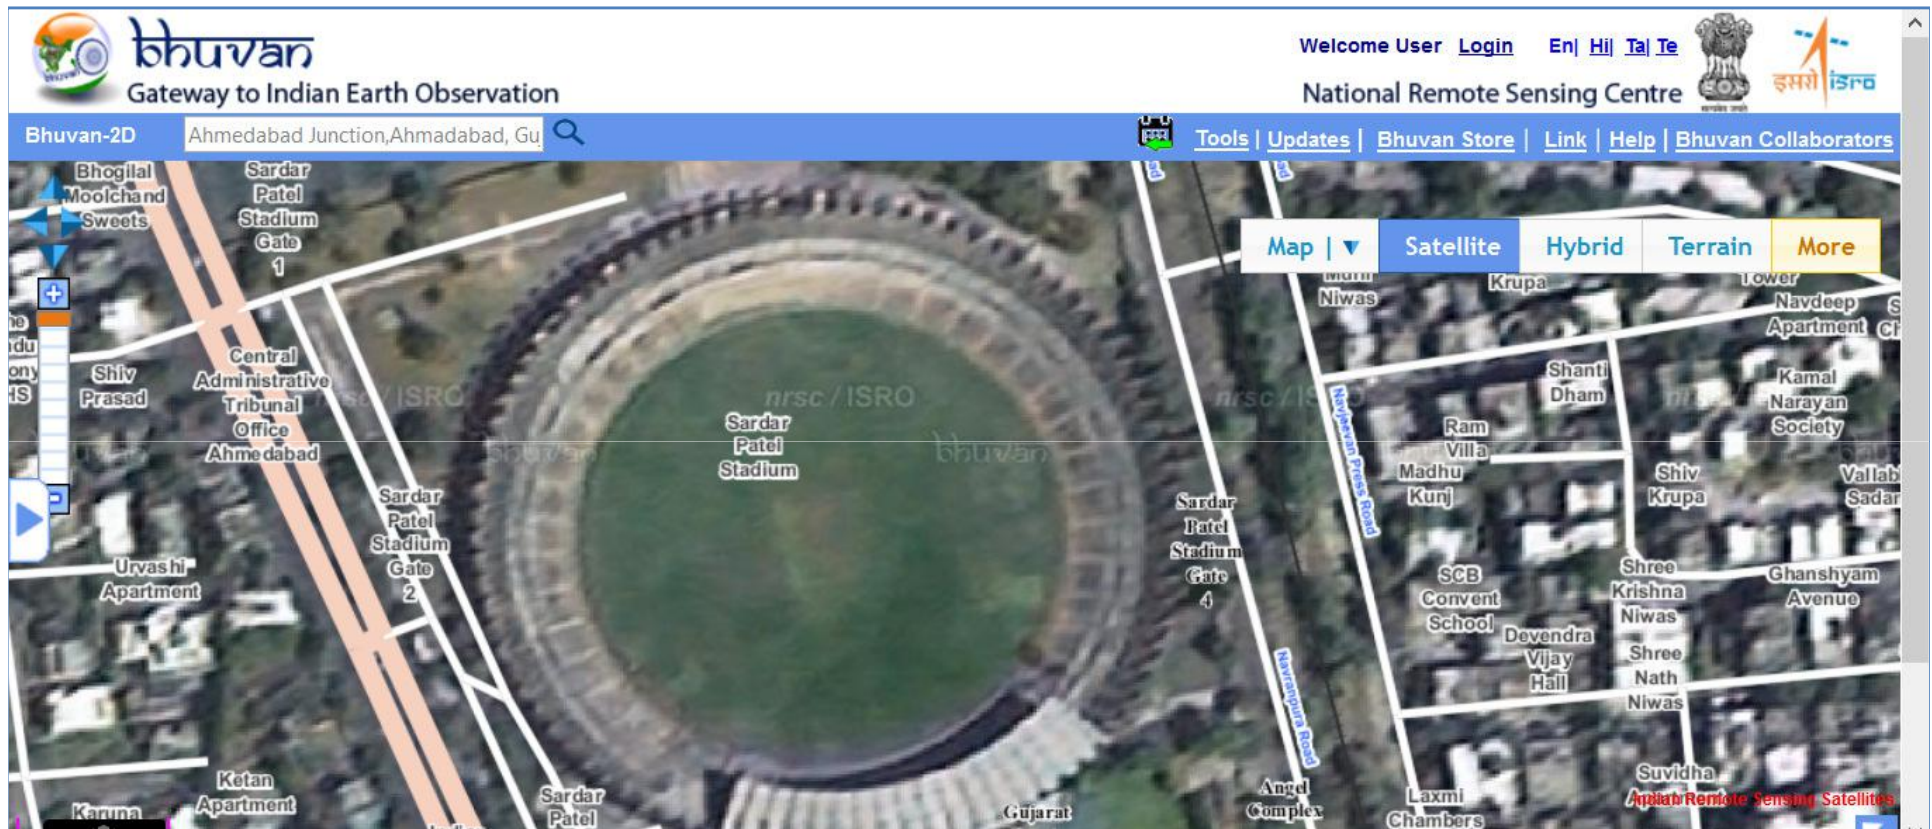 bhuvan
Gateway to Indian Earth Observation
Welcome User Login En| Hi| Ta| Te
National Remote Sensing Centre
इसरो isro
Bhuvan-2D
Ahmedabad Junction,Ahmadabad, Gu
Tools | Updates | Bhuvan Store | Link | Help | Bhuvan Collaborators
Map | Satellite Hybrid Terrain More
Bhogilal
Moolchand
Sweets
Sardar
Patel
Stadium
Gate
1
Niwas
Krupa
Tower
Navdeep
Apartment
Central
Administrative
Tribunal
Office
Ahmedabad
Shiv
Prasad
nrsc / ISRO
Sardar
Patel
Stadium
bhuvan
bhuvan
Shanti
Dham
Kamal
Narayan
Society
Ram
Villa
Madhu
Kunj
Shiv
Krupa
Navjaevan Press Road
Sardar
Patel
Stadium
Gate
2
Sardar
Patel
Stadium
Gate
4
Urvashi
Apartment
SCB
Convent
School
Shree
Krishna
Niwas
Ghanshyam
Avenue
Devendra
Vijay
Hall
Shree
Nath
Niwas
Navranpura Road
Ketan
Apartment
Karuna
Sardar
Patel
Gujarat
Angel
Complex
Laxmi
Chambers
Suvidha
Indian Remote Sensing Satellites